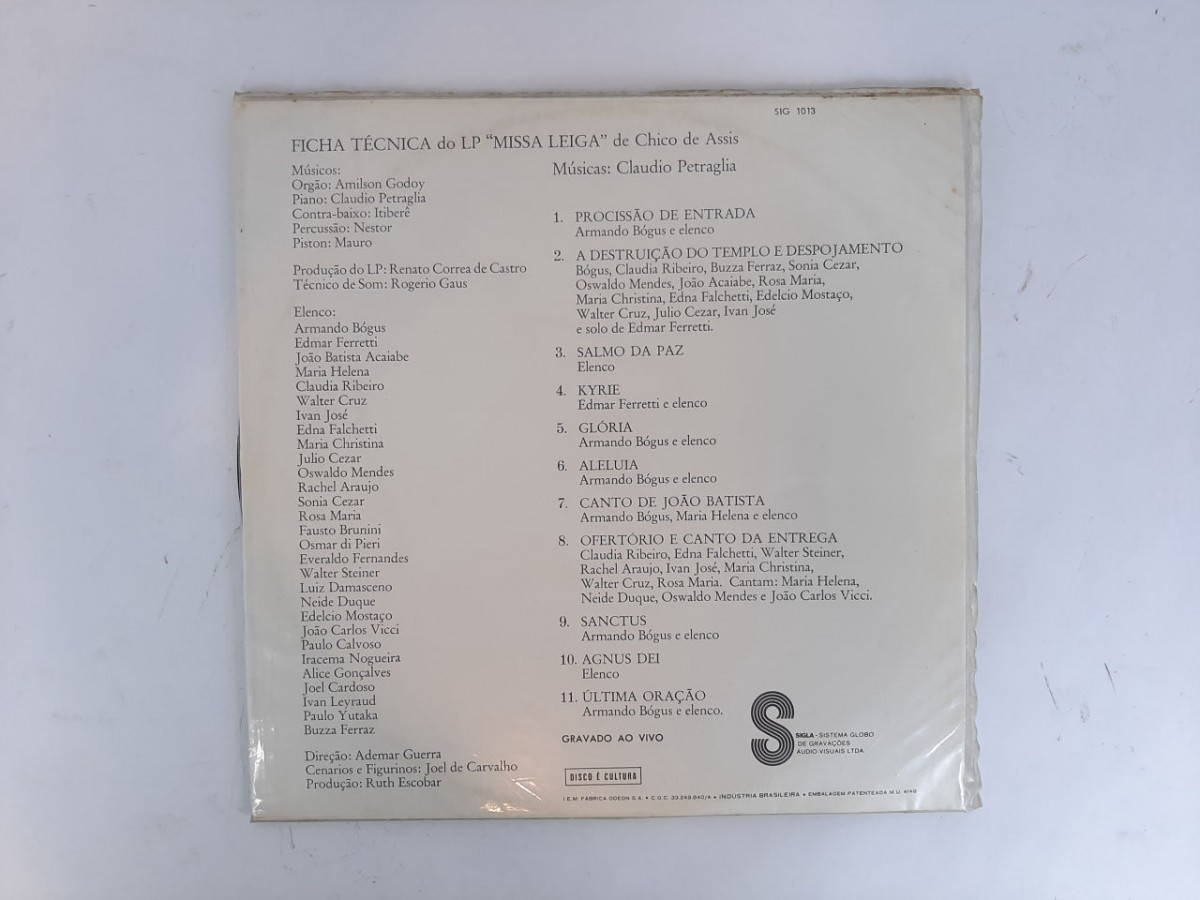 SIG 1013
FICHA TÉCNICA do LP “MISSA LEIGA” de Chico de Assis
Músicos:
Orgão: Amilson Godoy
Piano: Claudio Petraglia
Contra-baixo: Itiberê
Percussão: Nestor
Piston: Mauro
Produção do LP: Renato Correa de Castro
Técnico de Som: Rogerio Gaus
Elenco:
Armando Bógus
Edmar Ferretti
João Batista Acaiabe
Maria Helena
Claudia Ribeiro
Walter Cruz
Ivan José
Edna Falchetti
Maria Christina
Julio Cezar
Oswaldo Mendes
Rachel Araujo
Sonia Cezar
Rosa Maria
Fausto Brunini
Osmar di Pieri
Everaldo Fernandes
Walter Steiner
Luiz Damasceno
Neide Duque
Edelcio Mostaço
João Carlos Vicci
Paulo Calvoso
Iracema Nogueira
Alice Gonçalves
Joel Cardoso
Ivan Leyraud
Paulo Yutaka
Buzza Ferraz
Direção: Ademar Guerra
Cenarios e Figurinos: Joel de Carvalho
Produção: Ruth Escobar
Músicas: Claudio Petraglia
1. PROCISSÃO DE ENTRADA
Armando Bógus e elenco
2. A DESTRUIÇÃO DO TEMPLO E DESPOJAMENTO
Bógus, Claudia Ribeiro, Buzza Ferraz, Sonia Cezar,
Oswaldo Mendes, João Acaiabe, Rosa Maria,
Maria Christina, Edna Falchetti, Edelcio Mostaço,
Walter Cruz, Julio Cezar, Ivan José
e solo de Edmar Ferretti.
3. SALMO DA PAZ
Elenco
4. KYRIE
Edmar Ferretti e elenco
5. GLÓRIA
Armando Bógus e elenco
6. ALELUIA
Armando Bógus e elenco
7. CANTO DE JOÃO BATISTA
Armando Bógus, Maria Helena e elenco
8. OFERTÓRIO E CANTO DA ENTREGA
Claudia Ribeiro, Edna Falchetti, Walter Steiner,
Rachel Araujo, Ivan José, Maria Christina,
Walter Cruz, Rosa Maria. Cantam: Maria Helena,
Neide Duque, Oswaldo Mendes e João Carlos Vicci.
9. SANCTUS
Armando Bógus e elenco
10. AGNUS DEI
Elenco
11. ÚLTIMA ORAÇÃO
Armando Bógus e elenco.
GRAVADO AO VIVO
SIGLA - SISTEMA GLOBO
DE GRAVAÇÕES
ÁUDIO VISUAIS LTDA.
DISCO É CULTURA
I.E.M. FÁBRICA ODEON S.A. • C.G.C. 33.249.640/A • INDÚSTRIA BRASILEIRA • EMBALAGEM PATENTEADA M.U.